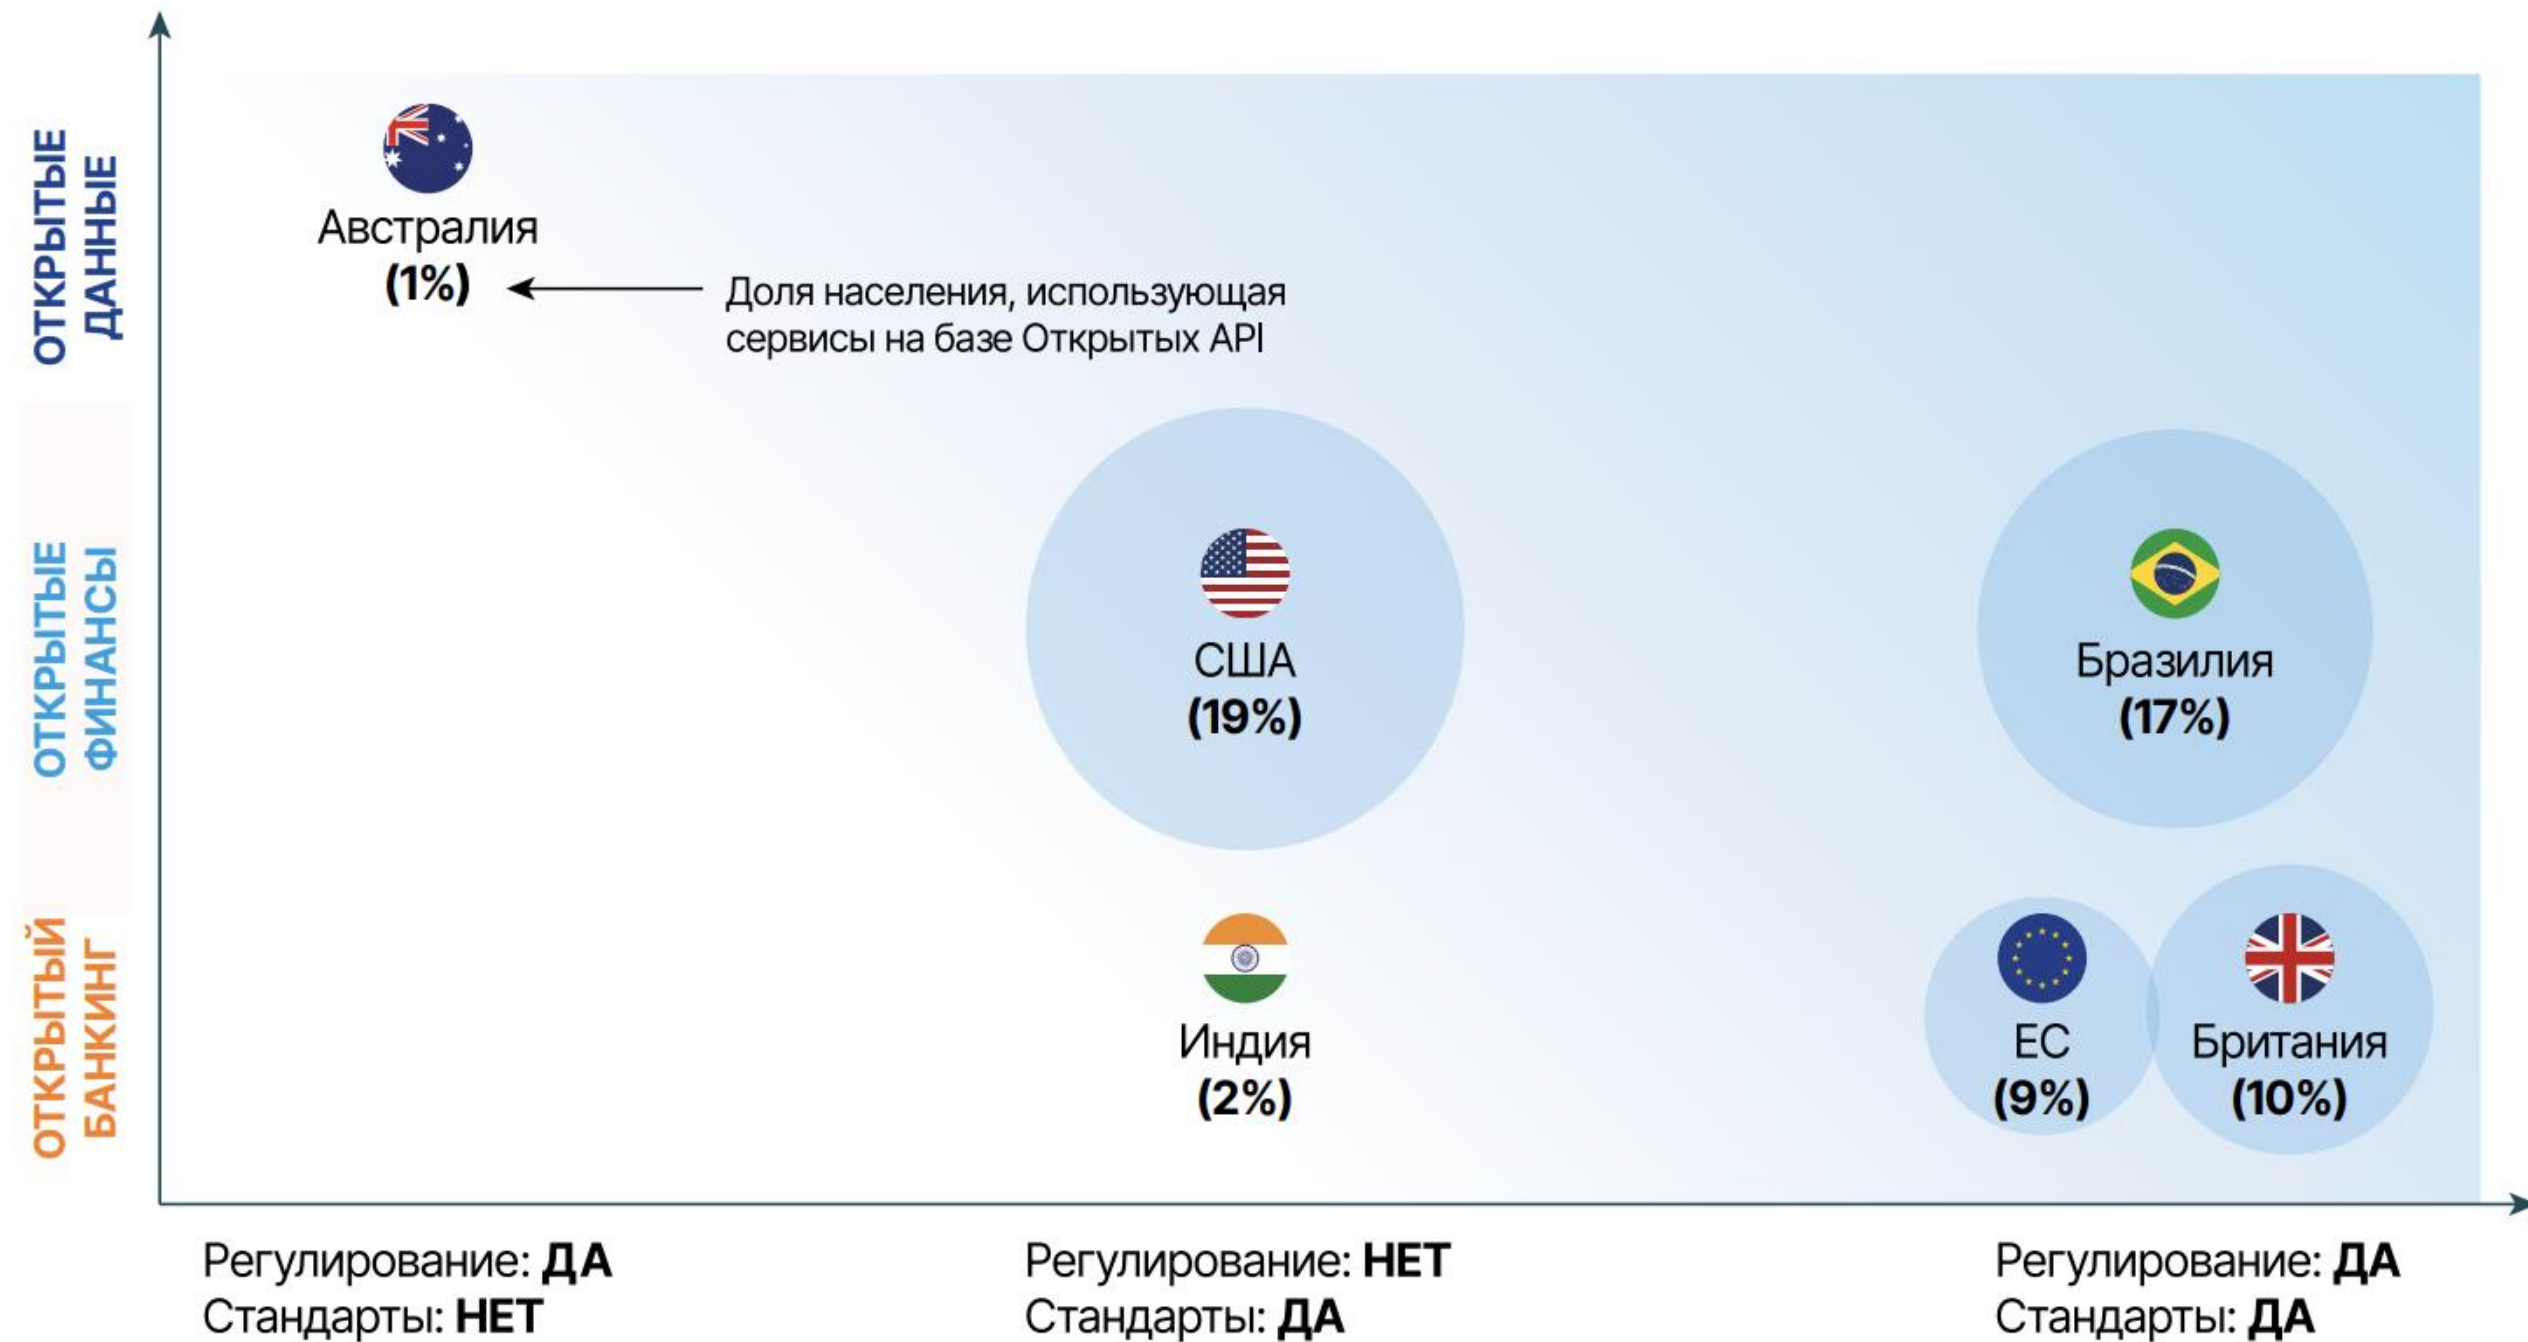 ОТКРЫТЫЕ
ДАННЫЕ
Австралия
(1%)
Доля населения, использующая
сервисы на базе Открытых API
ОТКРЫТЫЕ
ФИНАНСЫ
США
(19%)
Бразилия
(17%)
ОТКРЫТЫЙ
БАНКИНГ
Индия
(2%)
ЕС
(9%)
Британия
(10%)
Регулирование: ДА
Стандарты: НЕТ
Регулирование: НЕТ
Стандарты: ДА
Регулирование: ДА
Стандарты: ДА